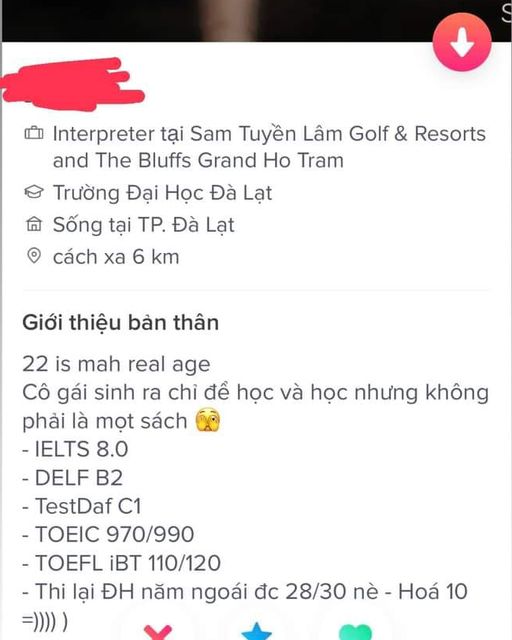 S
Interpreter tại Sam Tuyền Lâm Golf & Resorts
and The Bluffs Grand Ho Tram
Trường Đại Học Đà Lạt
Sống tại TP. Đà Lạt
cách xa 6 km
Giới thiệu bản thân
22 is mah real age
Cô gái sinh ra chỉ để học và học nhưng không
phải là mọt sách 🫣
- IELTS 8.0
- DELF B2
- TestDaf C1
- TOEIC 970/990
- TOEFL iBT 110/120
- Thi lại ĐH năm ngoái đc 28/30 nè - Hoá 10
=)))) )